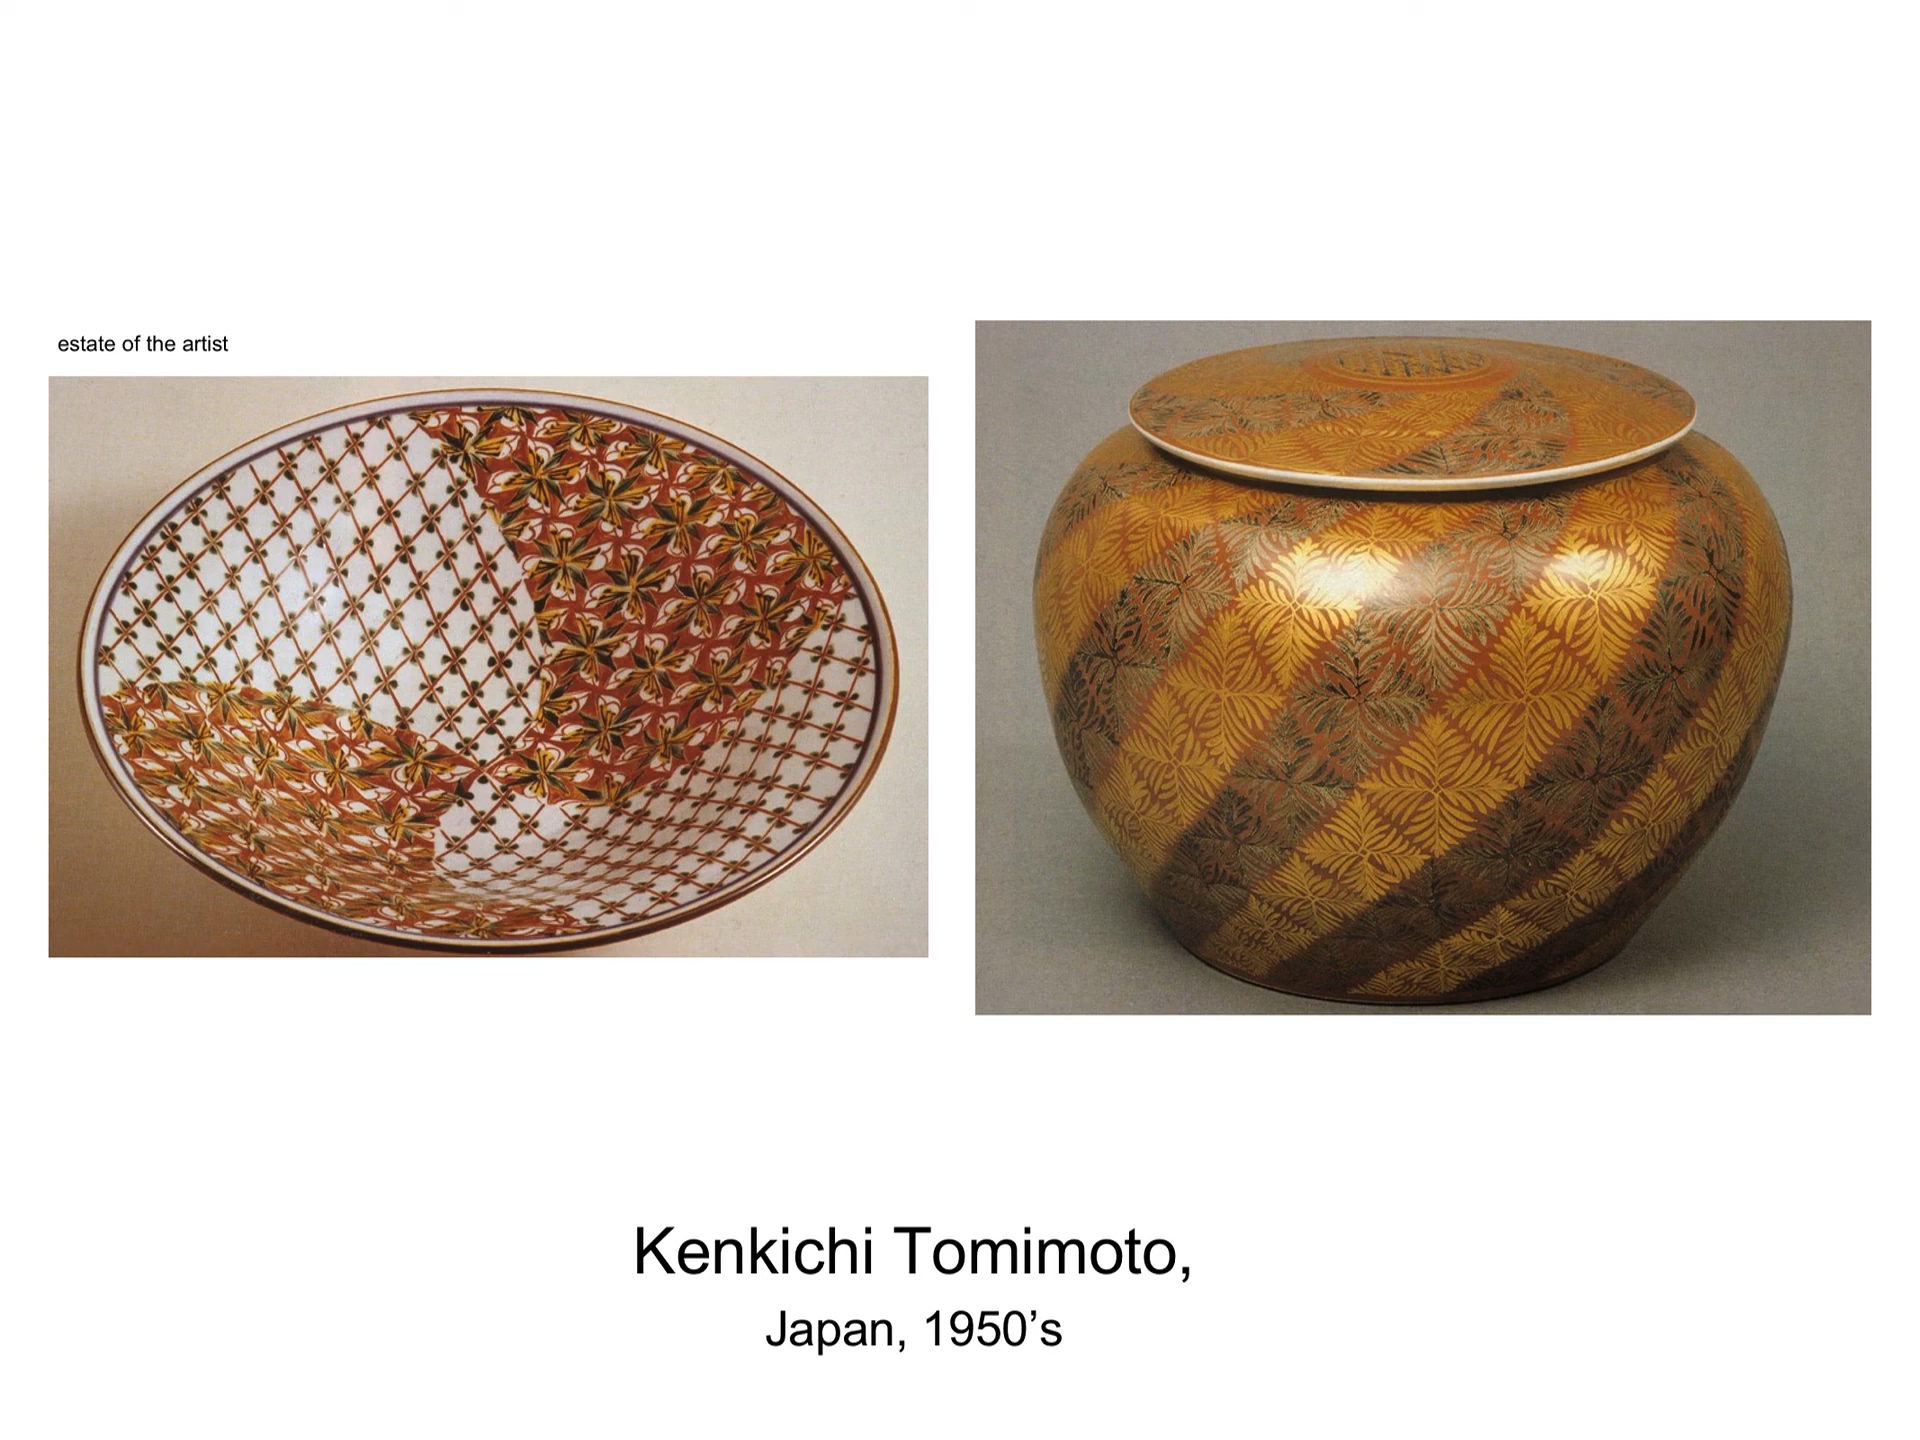 estate of the artist
Kenkichi Tomimoto,
Japan, 1950’s